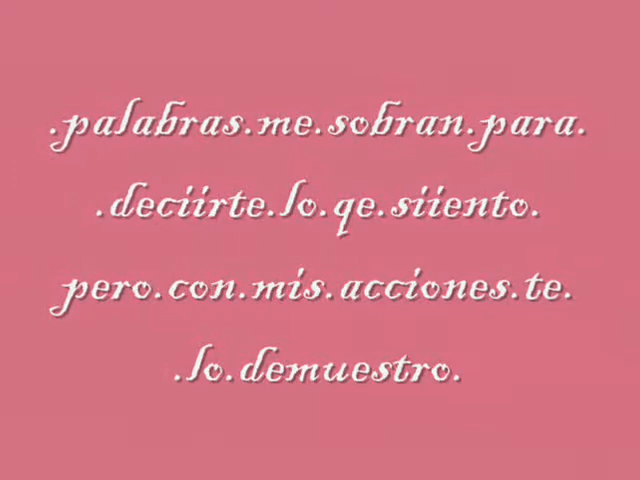 .palabras.me.sobran.para.
.deciirte.lo.qe.siiento.
pero.con.mis.acciones.te.
.lo.demuestro.